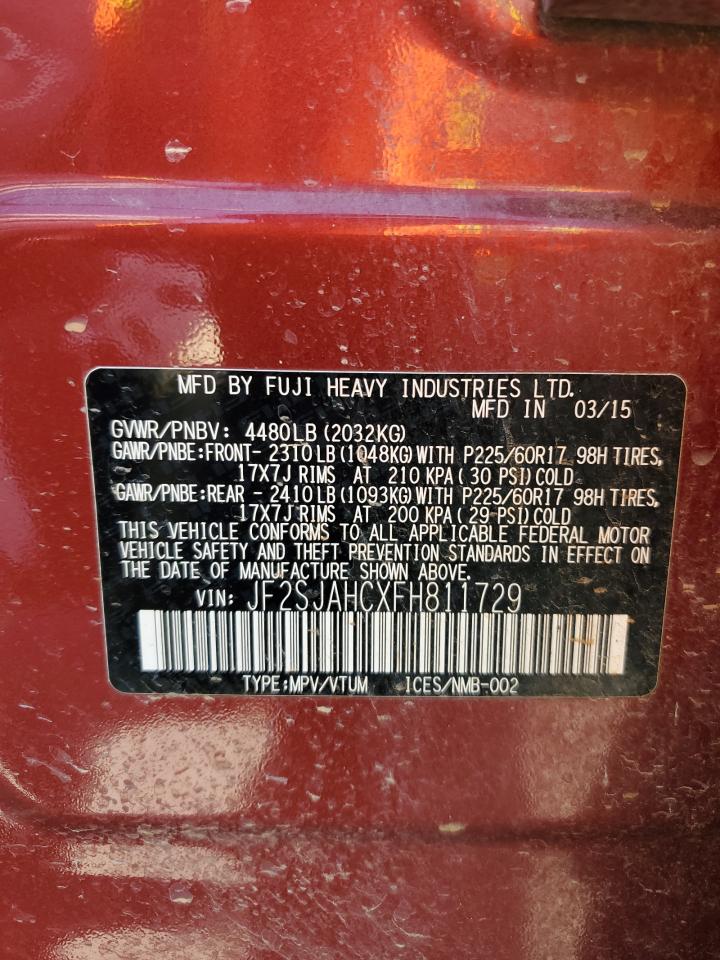 MFD BY FUJI HEAVY INDUSTRIES LTD.
MFD IN 03/15
GVWR/PNBV: 4480LB (2032KG)
GAWR/PNBE:FRONT- 2310LB (1048KG) WITH P225/60R17 98H TIRES,
17X7J RIMS AT 210 KPA ( 30 PSI) COLD
GAWR/PNBE:REAR - 2410LB (1093KG) WITH P225/60R17 98H TIRES,
17X7J RIMS AT 200 KPA ( 29 PSI) COLD
THIS VEHICLE CONFORMS TO ALL APPLICABLE FEDERAL MOTOR
VEHICLE SAFETY AND THEFT PREVENTION STANDARDS IN EFFECT ON
THE DATE OF MANUFACTURE SHOWN ABOVE.
VIN: JF2SJAHCXFH811729
TYPE:MPV/VTUM ICES/NMB-002